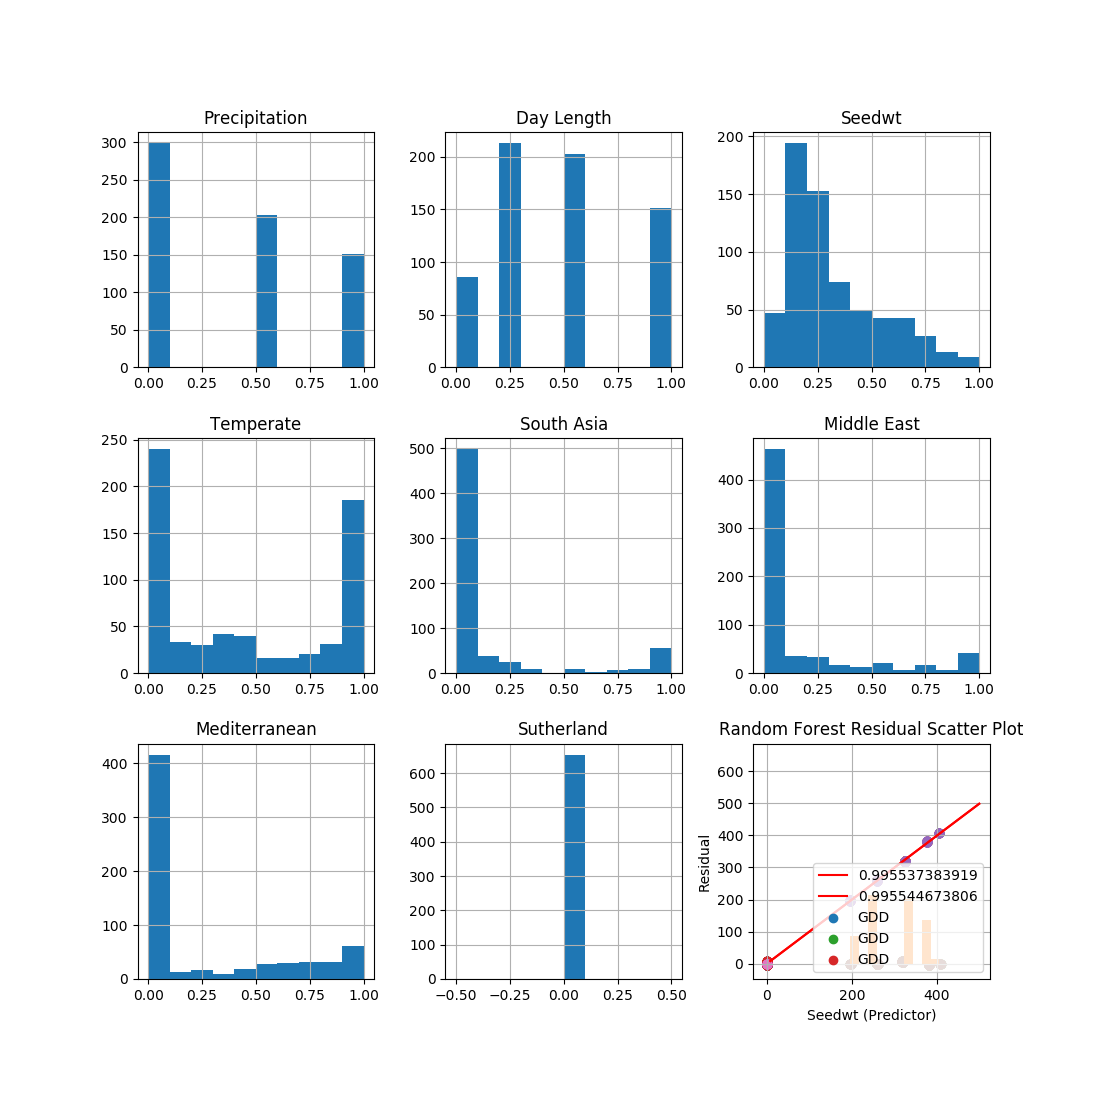 Precipitation
300
250
200
150
100
50
0
0.00 0.25 0.50 0.75 1.00
Day Length
200
150
100
50
0
0.00 0.25 0.50 0.75 1.00
Seedwt
200
150
100
50
0
0.00 0.25 0.50 0.75 1.00
Temperate
250
200
150
100
50
0
0.00 0.25 0.50 0.75 1.00
South Asia
500
400
300
200
100
0
0.00 0.25 0.50 0.75 1.00
Middle East
400
300
200
100
0
0.00 0.25 0.50 0.75 1.00
Mediterranean
400
300
200
100
0
0.00 0.25 0.50 0.75 1.00
Sutherland
600
500
400
300
200
100
0
−0.50 −0.25 0.00 0.25 0.50
Random Forest Residual Scatter Plot
Residual
600
500
400
300
200
100
0
0.995537383919
0.995544673806
GDD
GDD
GDD
0 200 400
Seedwt (Predictor)